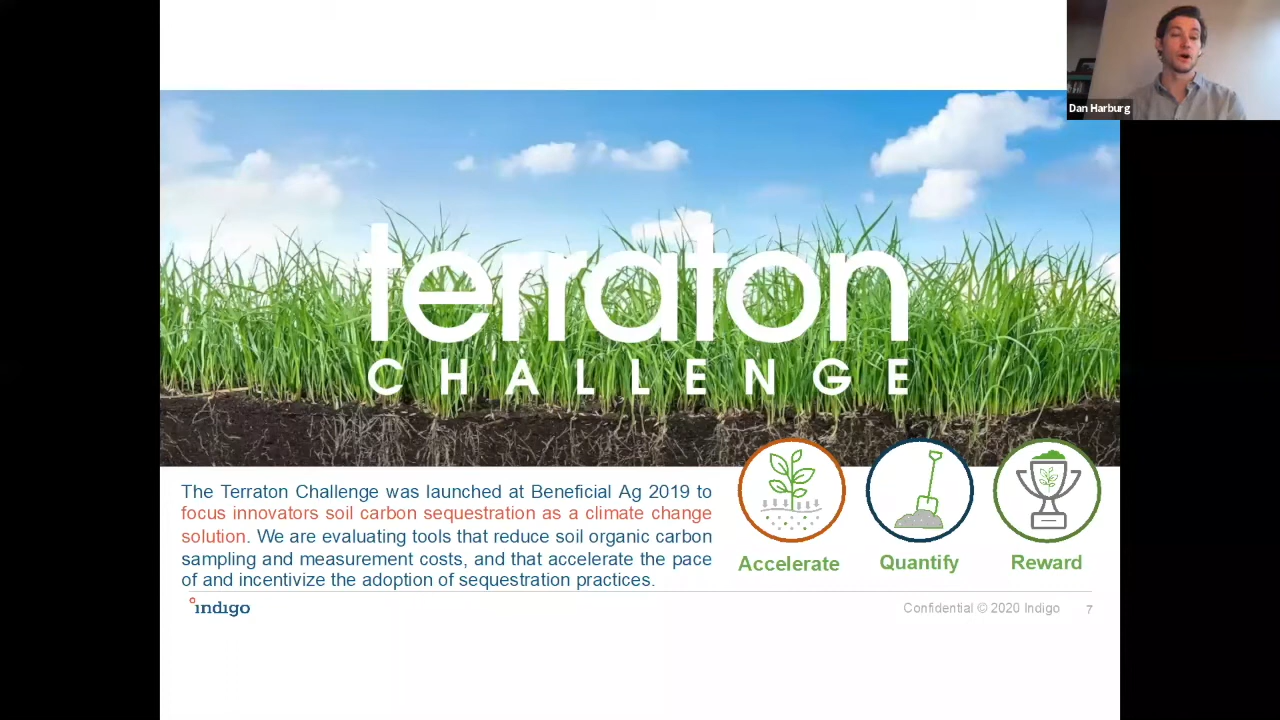 Dan Harburg
terraton
CHALLENGE
The Terraton Challenge was launched at Beneficial Ag 2019 to
focus innovators soil carbon sequestration as a climate change
solution. We are evaluating tools that reduce soil organic carbon
sampling and measurement costs, and that accelerate the pace
of and incentivize the adoption of sequestration practices.
Accelerate
Quantify
Reward
indigo
Confidential © 2020 Indigo
7